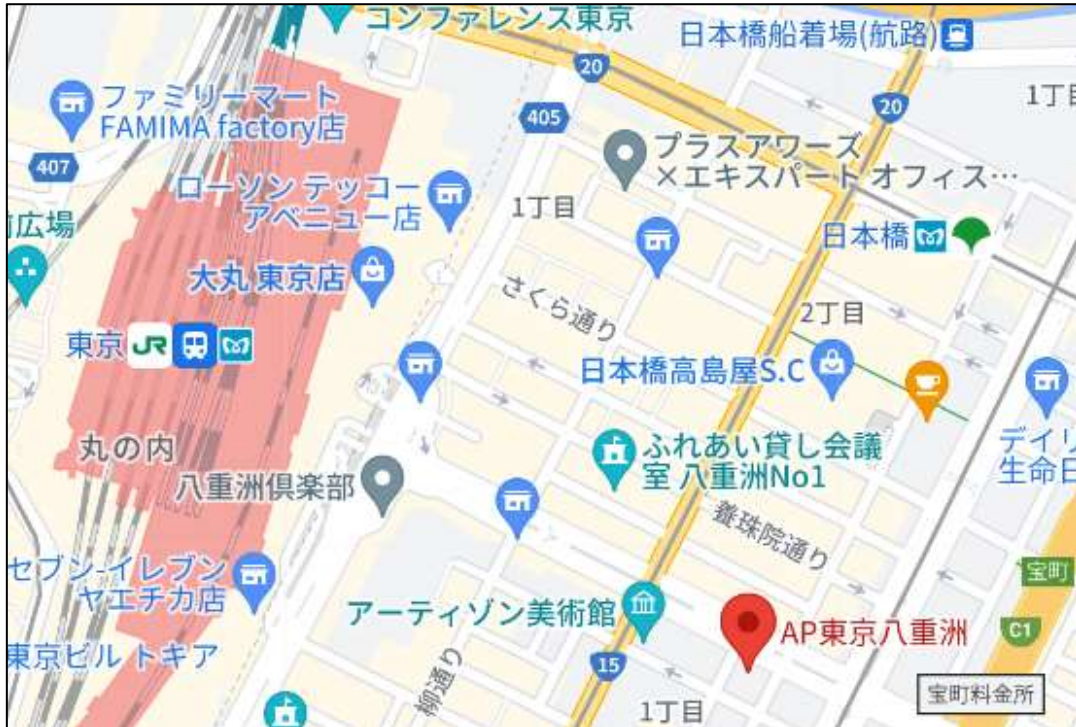 コンファレンス東京
日本橋船着場(航路)
20
20
ファミリーマート
FAMIMA factory店
405
1丁目
407
プラスアワーズ
×エキスパート オフィス…
ローソン テッコー
アベニュー店
1丁目
日本橋
広場
大丸 東京店
さくら通り
2丁目
東京 JR
日本橋高島屋S.C
丸の内
ふれあい貸し会議
室 八重洲No1
デイリ
生命日
八重洲倶楽部
養珠院通り
セブン-イレブン
ヤエチカ店
宝町
アーティゾン美術館
AP東京八重洲
C1
東京ビル トキア
15
柳通り
宝町料金所
1丁目